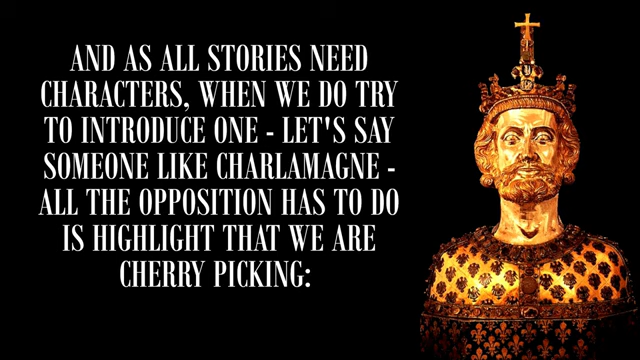 AND AS ALL STORIES NEED
CHARACTERS, WHEN WE DO TRY
TO INTRODUCE ONE - LET'S SAY
SOMEONE LIKE CHARLAMAGNE -
ALL THE OPPOSITION HAS TO DO
IS HIGHLIGHT THAT WE ARE
CHERRY PICKING: